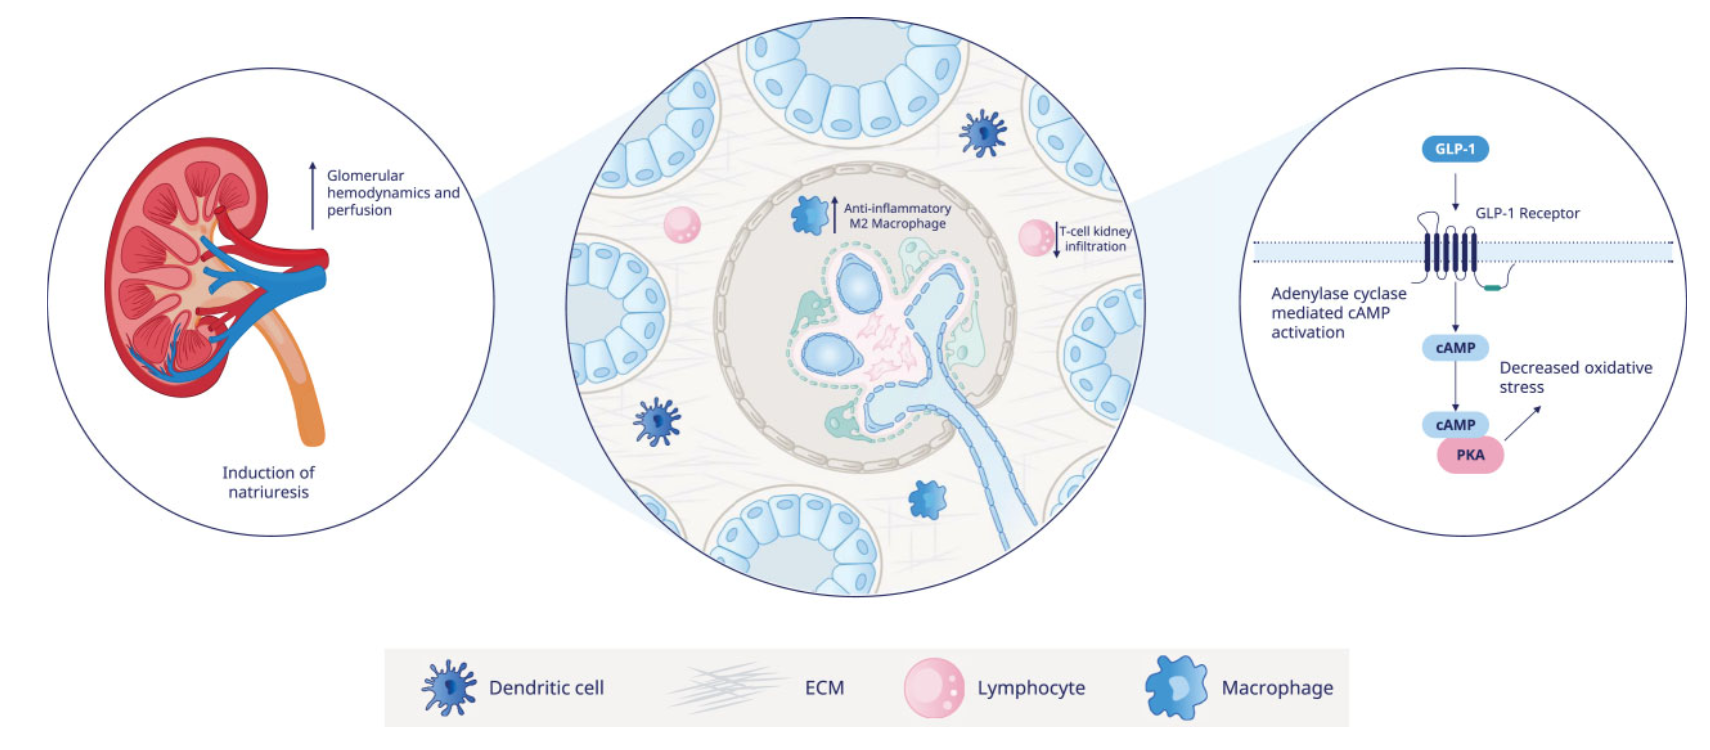 Glomerular
hemodynamics and
perfusion
Induction of
natriuresis
Anti-inflammatory
M2 Macrophage
T-cell kidney
infiltration
GLP-1
GLP-1 Receptor
Adenylase cyclase
mediated cAMP
activation
cAMP
Decreased oxidative
stress
cAMP
PKA
Dendritic cell
ECM
Lymphocyte
Macrophage